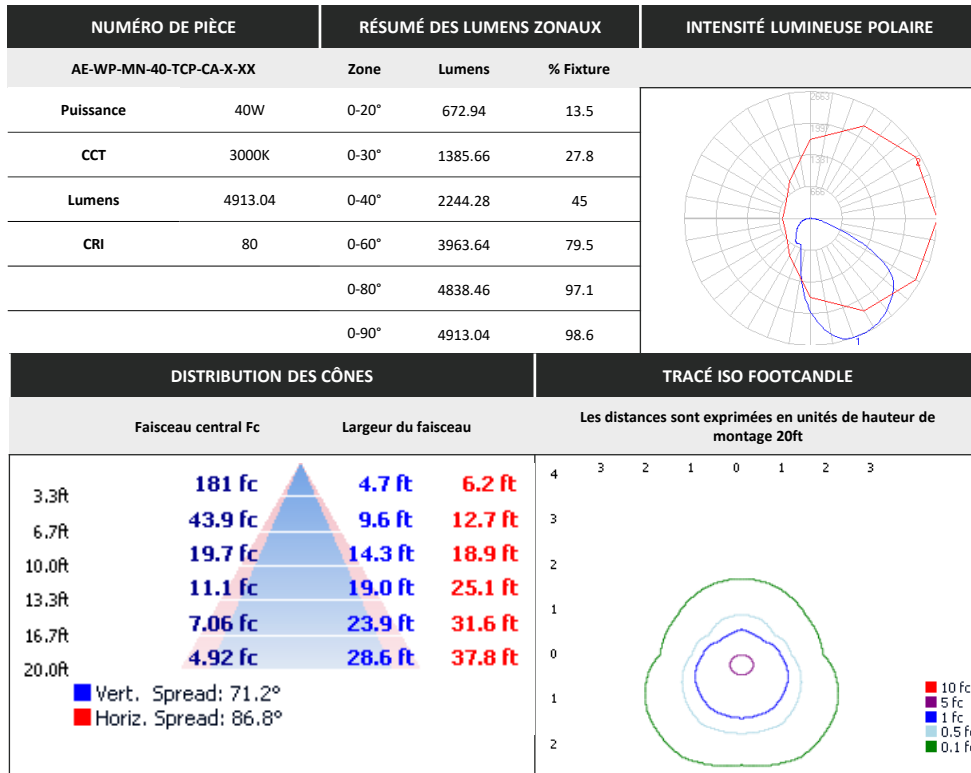 NUMÉRO DE PIÈCE RÉSUMÉ DES LUMENS ZONAUX INTENSITÉ LUMINEUSE POLAIRE
AE-WP-MN-40-TCP-CA-X-XX Zone Lumens % Fixture
Puissance 40W 0-20° 672.94 13.5
CCT 3000K 0-30° 1385.66 27.8
Lumens 4913.04 0-40° 2244.28 45
CRI 80 0-60° 3963.64 79.5
0-80° 4838.46 97.1
0-90° 4913.04 98.6
2663
1997
1331
666
2
1
DISTRIBUTION DES CÔNES TRACÉ ISO FOOTCANDLE
Faisceau central Fc Largeur du faisceau
Les distances sont exprimées en unités de hauteur de
montage 20ft
3.3ft 181 fc 4.7 ft 6.2 ft
6.7ft 43.9 fc 9.6 ft 12.7 ft
10.0ft 19.7 fc 14.3 ft 18.9 ft
13.3ft 11.1 fc 19.0 ft 25.1 ft
16.7ft 7.06 fc 23.9 ft 31.6 ft
20.0ft 4.92 fc 28.6 ft 37.8 ft
Vert. Spread: 71.2°
Horiz. Spread: 86.8°
4 3 2 1 0 1 2 3
3
2
1
0
1
2
10 fc
5 fc
1 fc
0.5 f
0.1 f